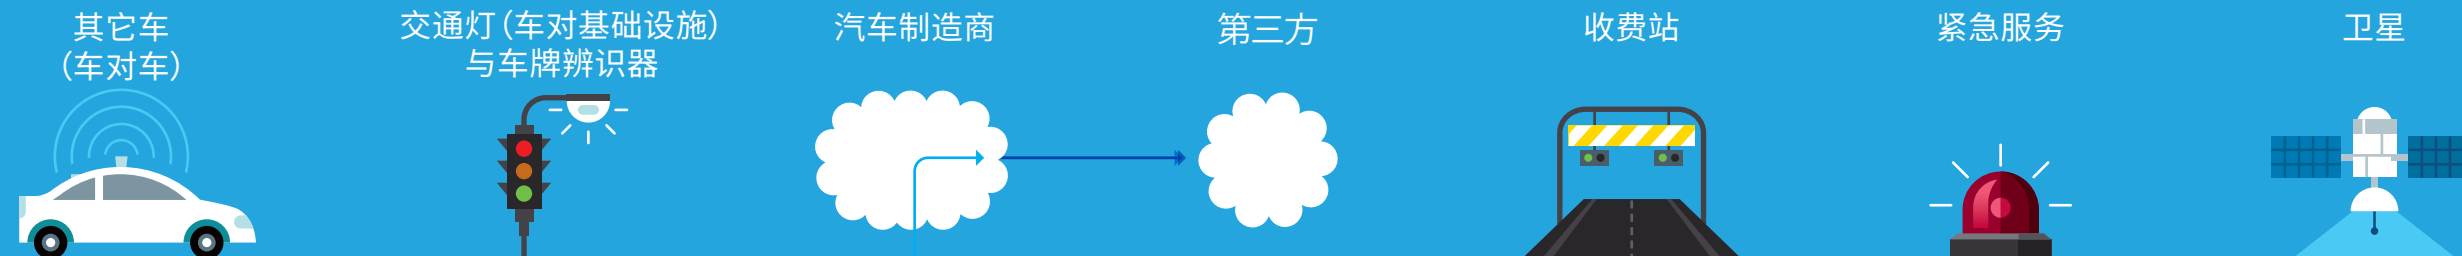 其它车
（车对车）
交通灯（车对基础设施）
与车牌辨识器
汽车制造商
第三方
收费站
紧急服务
卫星